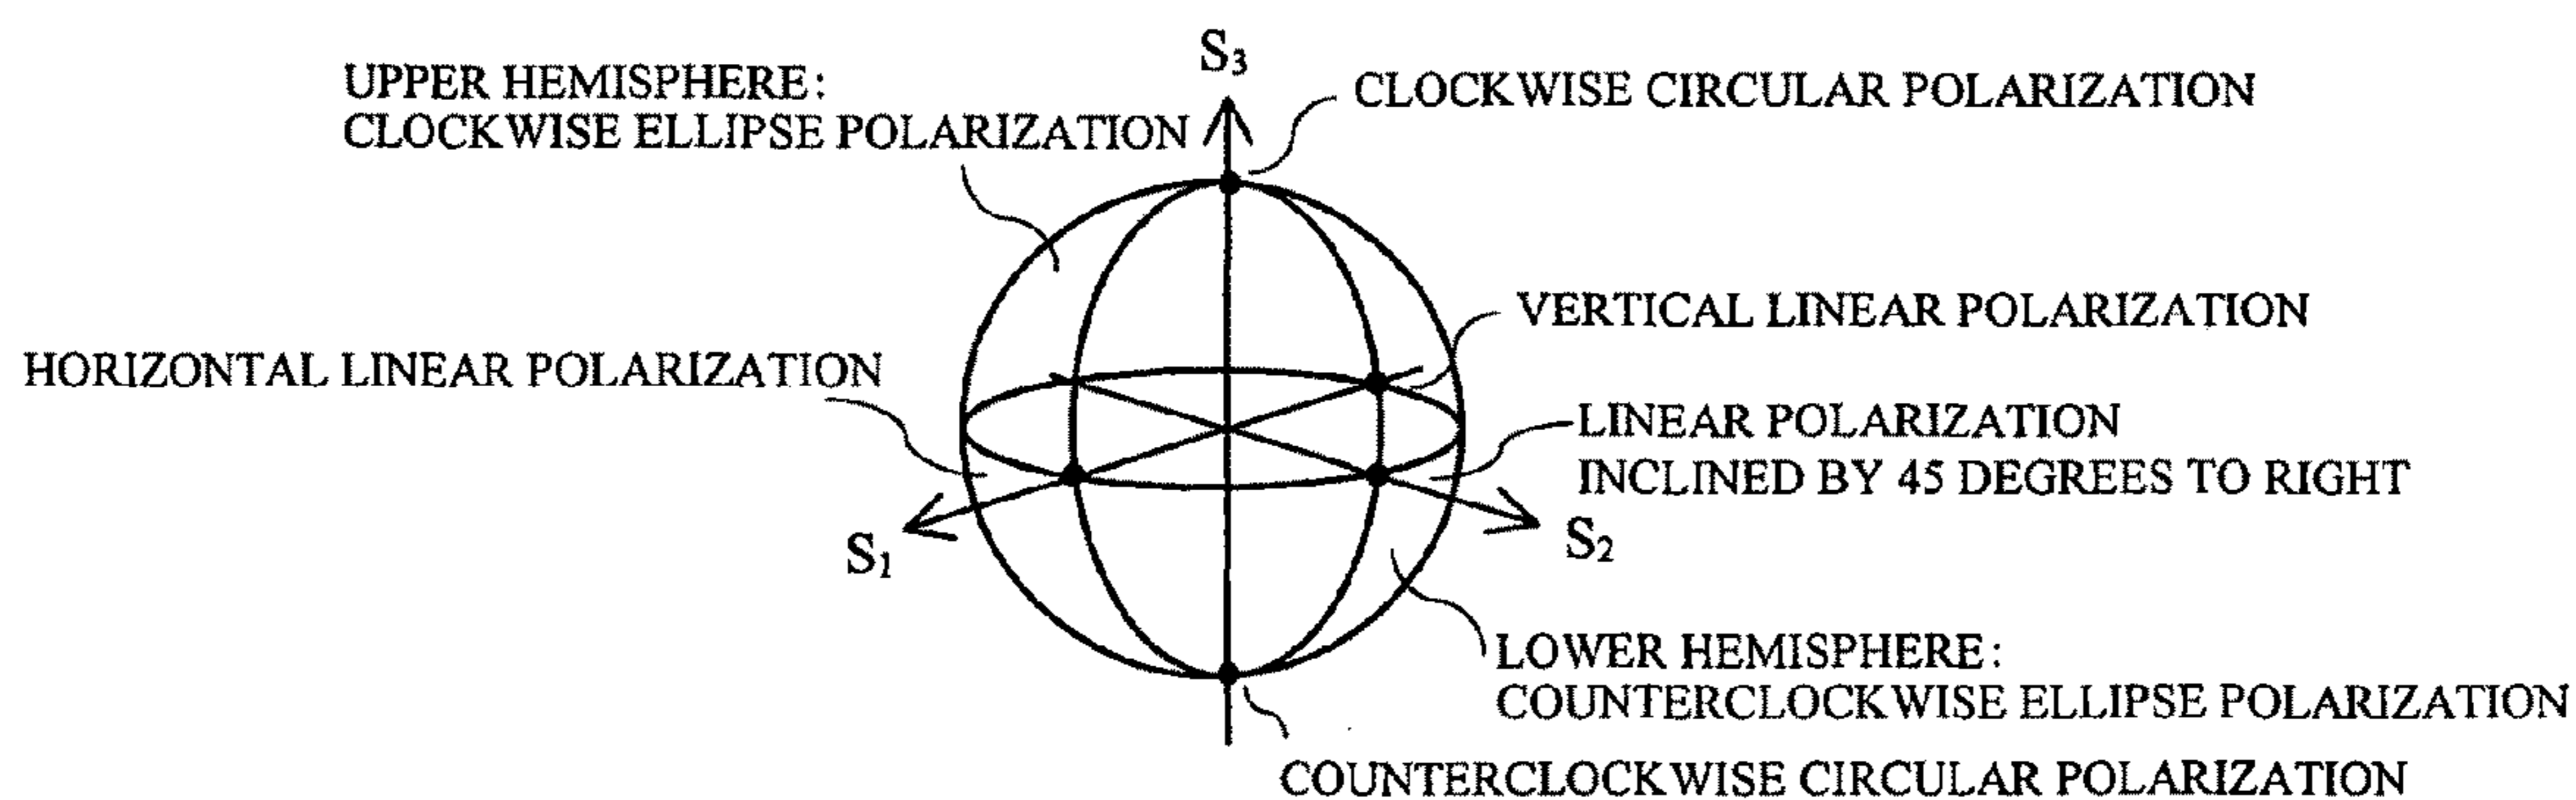 S₃
UPPER HEMISPHERE:
CLOCKWISE ELLIPSE POLARIZATION
CLOCKWISE CIRCULAR POLARIZATION
VERTICAL LINEAR POLARIZATION
HORIZONTAL LINEAR POLARIZATION
LINEAR POLARIZATION
INCLINED BY 45 DEGREES TO RIGHT
S₁
S₂
LOWER HEMISPHERE:
COUNTERCLOCKWISE ELLIPSE POLARIZATION
COUNTERCLOCKWISE CIRCULAR POLARIZATION